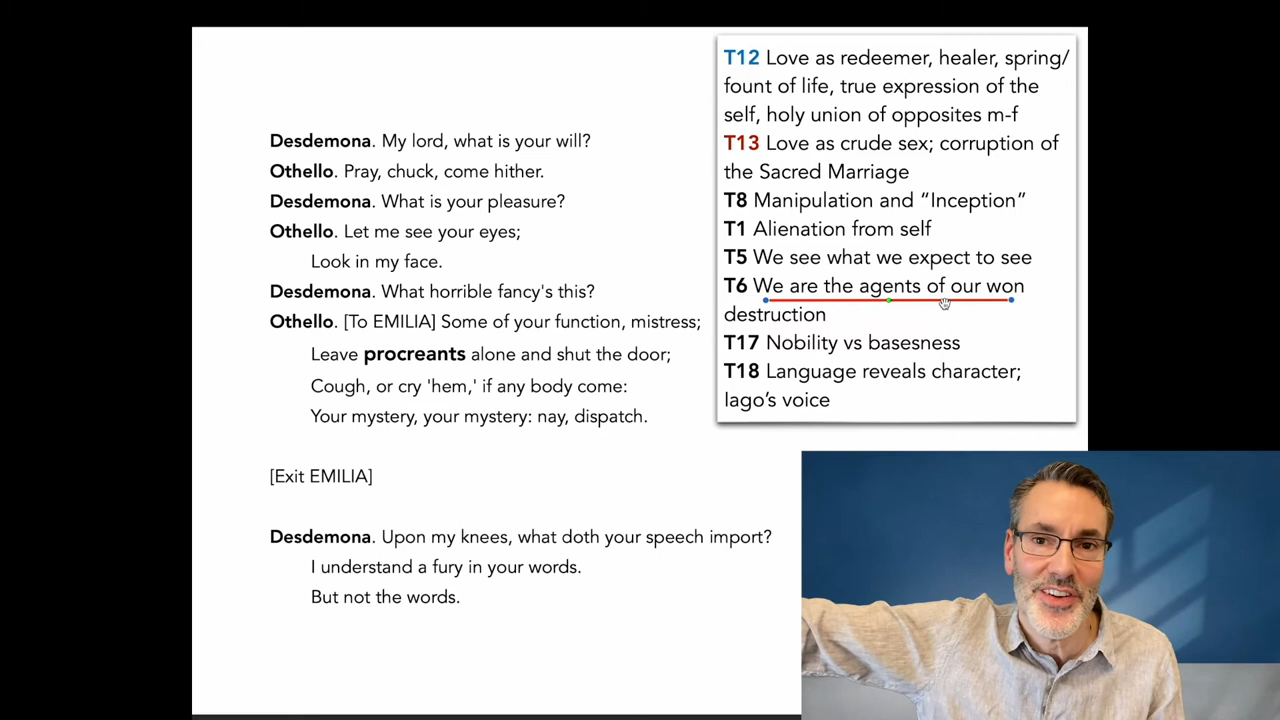 Desdemona. My lord, what is your will?
Othello. Pray, chuck, come hither.
Desdemona. What is your pleasure?
Othello. Let me see your eyes;
Look in my face.
Desdemona. What horrible fancy's this?
Othello. [To EMILIA] Some of your function, mistress;
Leave procreants alone and shut the door;
Cough, or cry 'hem,' if any body come:
Your mystery, your mystery: nay, dispatch.
[Exit EMILIA]
Desdemona. Upon my knees, what doth your speech import?
I understand a fury in your words.
But not the words.
T12 Love as redeemer, healer, spring/
fount of life, true expression of the
self, holy union of opposites m-f
T13 Love as crude sex; corruption of
the Sacred Marriage
T8 Manipulation and “Inception”
T1 Alienation from self
T5 We see what we expect to see
T6 We are the agents of our won
destruction
T17 Nobility vs basesness
T18 Language reveals character;
Iago’s voice